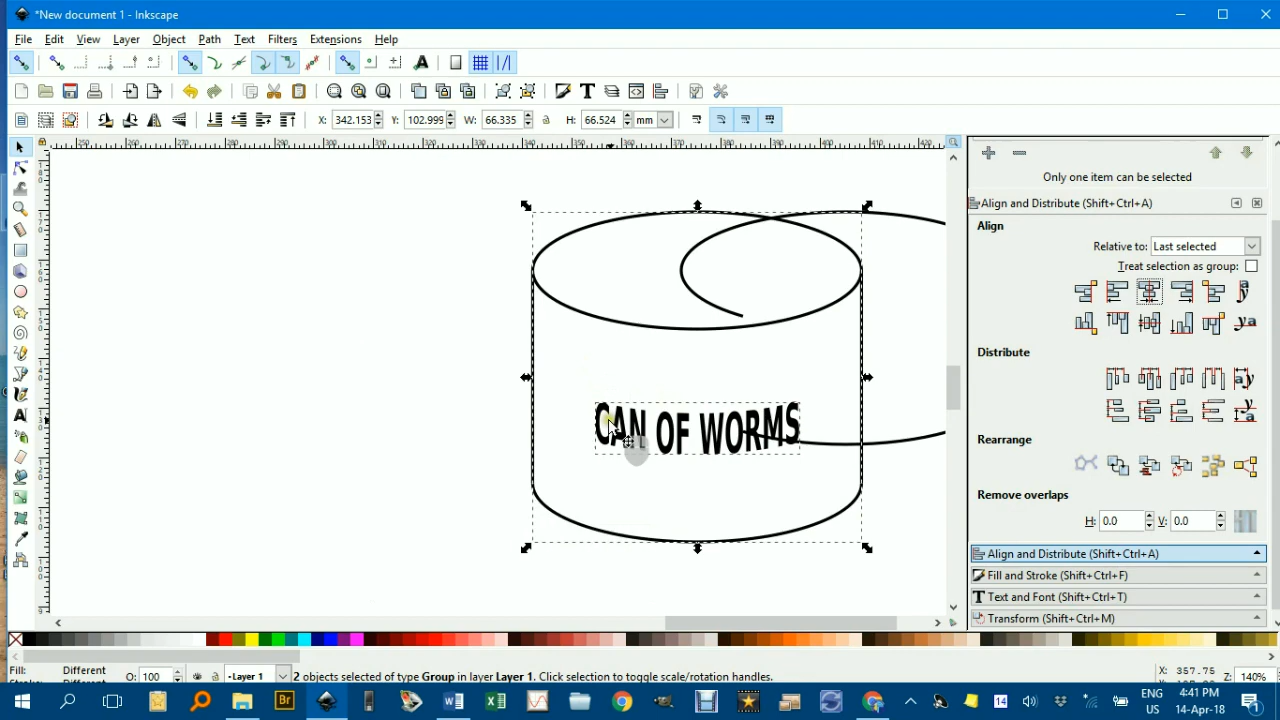 *New document 1 - Inkscape
File Edit View Layer Object Path Text Filters Extensions Help
X: 342.153 Y: 102.999 W: 66.335 H: 66.524 mm
Only one item can be selected
Align and Distribute (Shift+Ctrl+A)
Align
Relative to: Last selected
Treat selection as group:
Distribute
CAN OF WORMS
Rearrange
Remove overlaps
H: 0.0 V: 0.0
Align and Distribute (Shift+Ctrl+A)
Fill and Stroke (Shift+Ctrl+F)
Text and Font (Shift+Ctrl+T)
Transform (Shift+Ctrl+M)
Fill: Different
Different
O: 100
-Layer 1
2 objects selected of type Group in layer Layer 1. Click selection to toggle scale/rotation handles.
X: 357.75
Z: 140%
ENG 4:41 PM
US 14-Apr-18